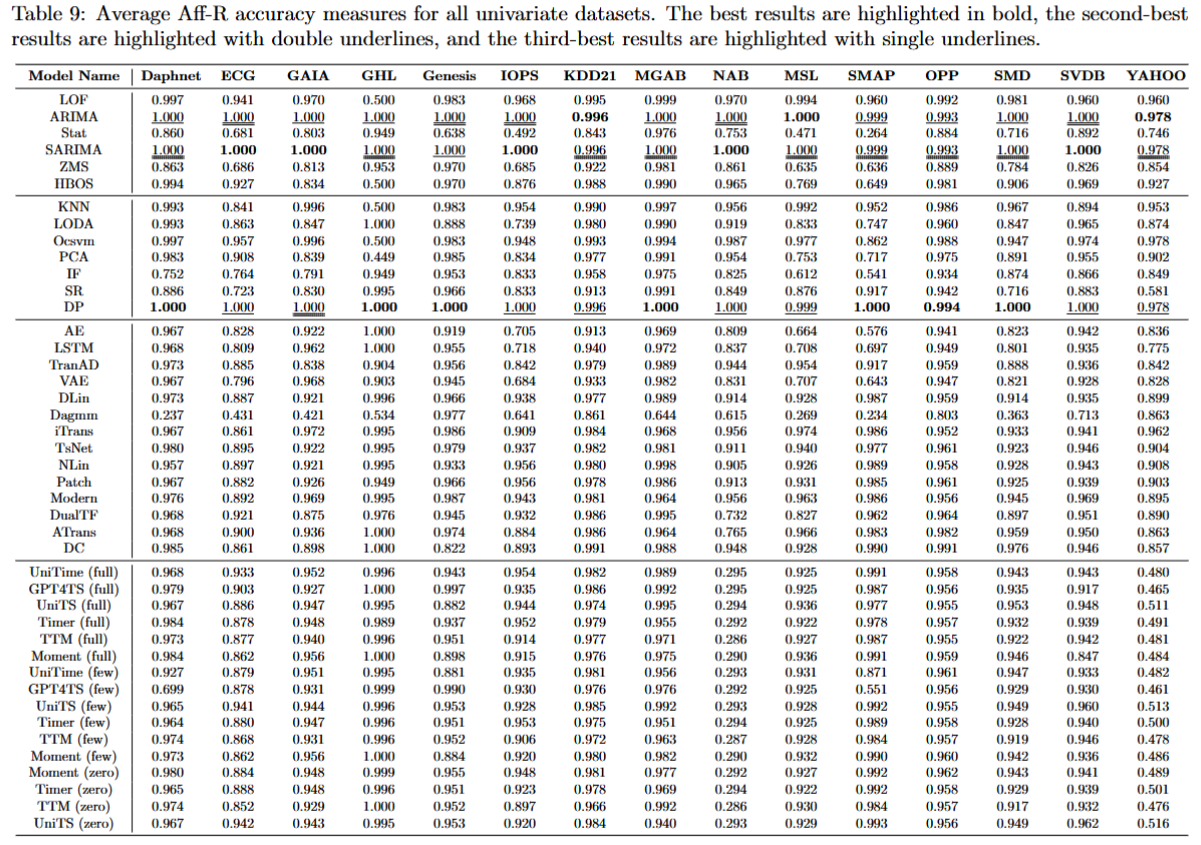 Table 9: Average Aff-R accuracy measures for all univariate datasets. The best results are highlighted in bold, the second-best
results are highlighted with double underlines, and the third-best results are highlighted with single underlines.
Model Name Daphnet ECG GAIA GHL Genesis IOPS KDD21 MGAB NAB MSL SMAP OPP SMD SVDB YAHOO
LOF 0.997 0.941 0.970 0.500 0.983 0.968 0.995 0.999 0.970 0.994 0.960 0.992 0.981 0.960 0.960
ARIMA 1.000 1.000 1.000 1.000 1.000 1.000 0.996 1.000 1.000 1.000 0.999 0.993 1.000 1.000 0.978
Stat 0.860 0.681 0.803 0.949 0.638 0.492 0.843 0.976 0.753 0.471 0.264 0.884 0.716 0.892 0.746
SARIMA 1.000 1.000 1.000 1.000 1.000 1.000 0.996 1.000 1.000 1.000 0.999 0.993 1.000 1.000 0.978
ZMS 0.863 0.686 0.813 0.953 0.970 0.685 0.922 0.981 0.861 0.635 0.636 0.889 0.784 0.826 0.854
HBOS 0.994 0.927 0.834 0.500 0.970 0.876 0.988 0.990 0.965 0.769 0.649 0.981 0.906 0.969 0.927
KNN 0.993 0.841 0.996 0.500 0.983 0.954 0.990 0.997 0.956 0.992 0.952 0.986 0.967 0.894 0.953
LODA 0.993 0.863 0.847 1.000 0.888 0.739 0.980 0.990 0.919 0.833 0.747 0.960 0.847 0.965 0.874
Ocsvm 0.997 0.957 0.996 0.500 0.983 0.948 0.993 0.994 0.987 0.977 0.862 0.988 0.947 0.974 0.978
PCA 0.983 0.908 0.839 0.449 0.985 0.834 0.977 0.991 0.954 0.753 0.717 0.975 0.891 0.955 0.902
IF 0.752 0.764 0.791 0.949 0.953 0.833 0.958 0.975 0.825 0.612 0.541 0.934 0.874 0.866 0.849
SR 0.886 0.723 0.830 0.995 0.966 0.833 0.913 0.991 0.849 0.876 0.917 0.942 0.716 0.883 0.581
DP 1.000 1.000 1.000 1.000 1.000 1.000 0.996 1.000 1.000 0.999 1.000 0.994 1.000 1.000 0.978
AE 0.967 0.828 0.922 1.000 0.919 0.705 0.913 0.969 0.809 0.664 0.576 0.941 0.823 0.942 0.836
LSTM 0.968 0.809 0.962 1.000 0.955 0.718 0.940 0.972 0.837 0.708 0.697 0.949 0.801 0.935 0.775
TranAD 0.973 0.885 0.838 0.904 0.956 0.842 0.979 0.989 0.944 0.954 0.917 0.959 0.888 0.936 0.842
VAE 0.967 0.796 0.968 0.903 0.945 0.684 0.933 0.982 0.831 0.707 0.643 0.947 0.821 0.928 0.828
DLin 0.973 0.887 0.921 0.996 0.966 0.938 0.977 0.989 0.914 0.928 0.987 0.959 0.914 0.935 0.899
Dagmm 0.237 0.431 0.421 0.534 0.977 0.641 0.861 0.644 0.615 0.269 0.234 0.803 0.363 0.713 0.863
iTrans 0.967 0.861 0.972 0.995 0.986 0.909 0.984 0.968 0.956 0.974 0.986 0.952 0.933 0.941 0.962
TsNet 0.980 0.895 0.922 0.995 0.979 0.937 0.982 0.981 0.911 0.940 0.977 0.961 0.923 0.946 0.904
NLin 0.957 0.897 0.921 0.995 0.933 0.956 0.980 0.998 0.905 0.926 0.989 0.958 0.928 0.943 0.908
Patch 0.967 0.882 0.926 0.949 0.966 0.956 0.978 0.986 0.913 0.931 0.985 0.961 0.925 0.939 0.903
Modern 0.976 0.892 0.969 0.995 0.987 0.943 0.981 0.964 0.956 0.963 0.986 0.956 0.945 0.969 0.895
DualTF 0.968 0.921 0.875 0.976 0.945 0.932 0.986 0.995 0.732 0.827 0.962 0.964 0.897 0.951 0.890
ATrans 0.968 0.900 0.936 1.000 0.974 0.884 0.986 0.964 0.765 0.966 0.983 0.982 0.959 0.950 0.863
DC 0.985 0.861 0.898 1.000 0.822 0.893 0.991 0.988 0.948 0.928 0.990 0.991 0.976 0.946 0.857
UniTime (full) 0.968 0.933 0.952 0.996 0.943 0.954 0.982 0.989 0.295 0.925 0.991 0.958 0.943 0.943 0.480
GPT4TS (full) 0.979 0.903 0.927 1.000 0.997 0.935 0.986 0.992 0.295 0.925 0.987 0.956 0.935 0.917 0.465
UniTS (full) 0.967 0.886 0.947 0.995 0.882 0.944 0.974 0.995 0.294 0.936 0.977 0.955 0.953 0.948 0.511
Timer (full) 0.984 0.878 0.948 0.989 0.937 0.952 0.979 0.955 0.292 0.922 0.978 0.957 0.932 0.939 0.491
TTM (full) 0.973 0.877 0.940 0.996 0.951 0.914 0.977 0.971 0.286 0.927 0.987 0.955 0.922 0.942 0.481
Moment (full) 0.984 0.862 0.956 1.000 0.898 0.915 0.976 0.975 0.290 0.936 0.991 0.959 0.946 0.847 0.484
UniTime (few) 0.927 0.879 0.951 0.995 0.881 0.935 0.981 0.956 0.293 0.931 0.871 0.961 0.947 0.933 0.482
GPT4TS (few) 0.699 0.878 0.931 0.999 0.990 0.930 0.976 0.976 0.292 0.925 0.551 0.956 0.929 0.930 0.461
UniTS (few) 0.965 0.941 0.944 0.996 0.953 0.928 0.985 0.992 0.293 0.928 0.992 0.955 0.949 0.960 0.513
Timer (few) 0.964 0.880 0.947 0.996 0.951 0.953 0.975 0.951 0.294 0.925 0.989 0.958 0.928 0.940 0.500
TTM (few) 0.974 0.868 0.931 0.996 0.952 0.906 0.972 0.963 0.287 0.928 0.984 0.957 0.919 0.946 0.478
Moment (few) 0.973 0.862 0.956 1.000 0.884 0.920 0.980 0.982 0.290 0.932 0.990 0.960 0.942 0.936 0.486
Moment (zero) 0.980 0.884 0.948 0.999 0.955 0.948 0.981 0.977 0.292 0.927 0.992 0.962 0.943 0.941 0.489
Timer (zero) 0.965 0.888 0.948 0.996 0.951 0.923 0.978 0.969 0.294 0.922 0.992 0.958 0.929 0.939 0.501
TTM (zero) 0.974 0.852 0.929 1.000 0.952 0.897 0.966 0.992 0.286 0.930 0.984 0.957 0.917 0.932 0.476
UniTS (zero) 0.967 0.942 0.943 0.995 0.953 0.920 0.984 0.940 0.293 0.929 0.993 0.956 0.949 0.962 0.516